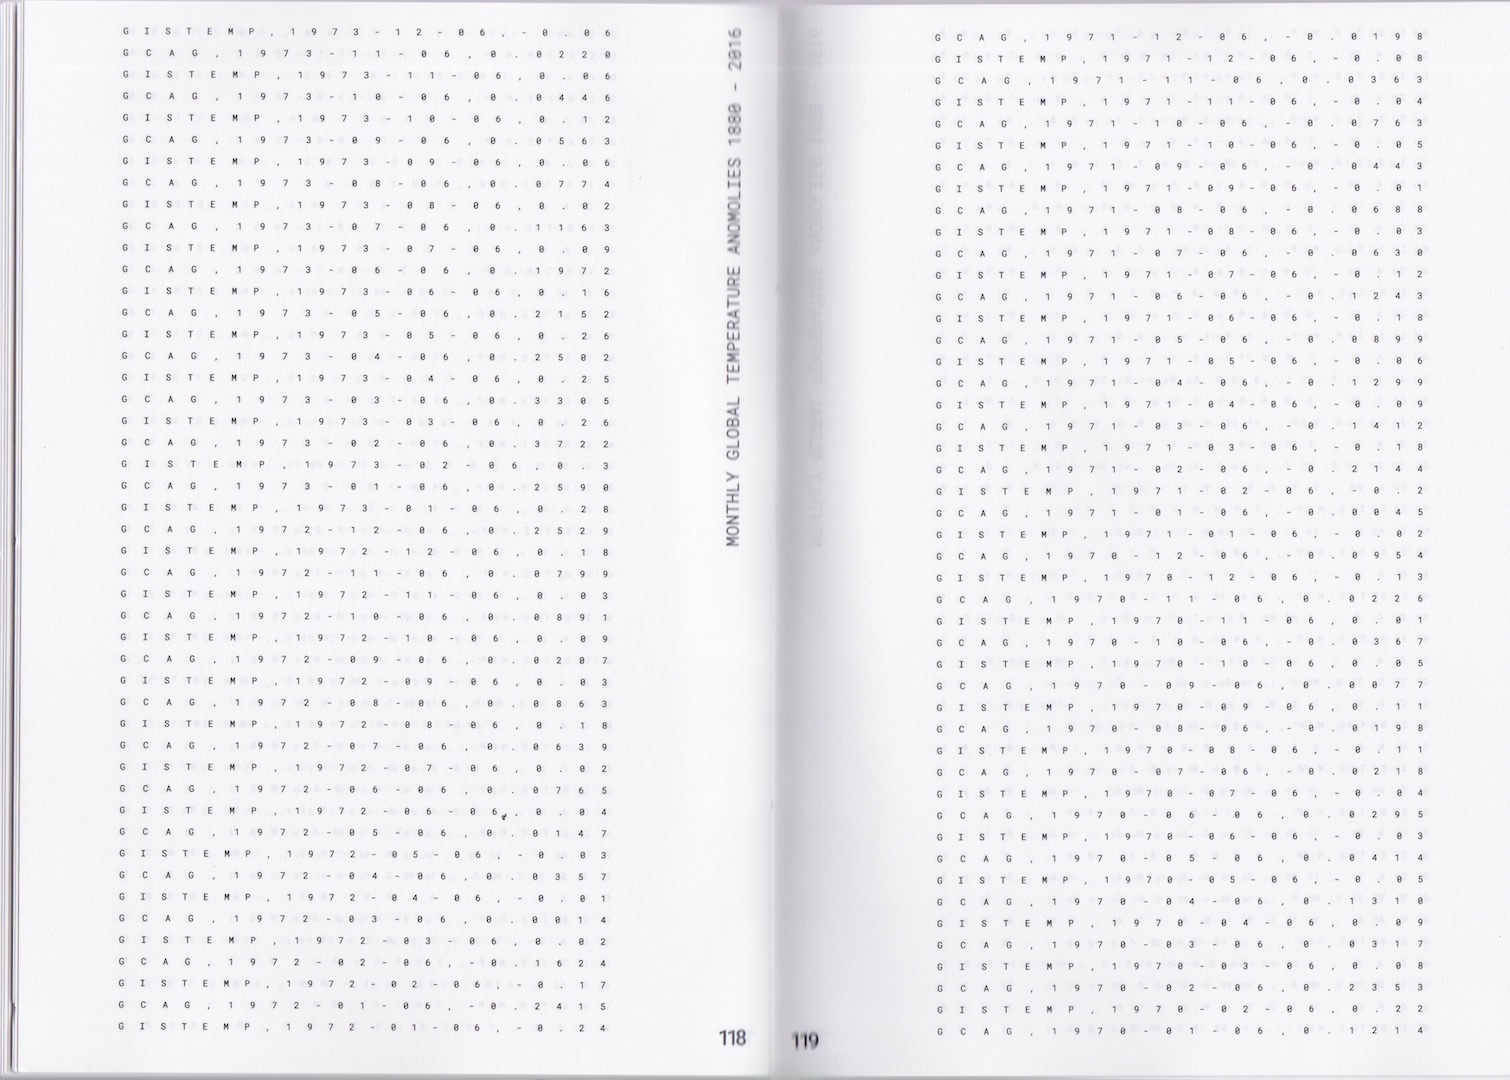 GISTEMP,1973-12-06,-0.06
GCAG,1973-11-06,0.0220
GISTEMP,1973-11-06,0.06
GCAG,1973-10-06,0.0446
GISTEMP,1973-10-06,0.12
GCAG,1973-09-06,0.0563
GISTEMP,1973-09-06,0.06
GCAG,1973-08-06,0.0774
GISTEMP,1973-08-06,0.02
GCAG,1973-07-06,0.1163
GISTEMP,1973-07-06,0.09
GCAG,1973-06-06,0.1972
GISTEMP,1973-06-06,0.16
GCAG,1973-05-06,0.2152
GISTEMP,1973-05-06,0.26
GCAG,1973-04-06,0.2502
GISTEMP,1973-04-06,0.25
GCAG,1973-03-06,0.3305
GISTEMP,1973-03-06,0.26
GCAG,1973-02-06,0.3722
GISTEMP,1973-02-06,0.3
GCAG,1973-01-06,0.2590
GISTEMP,1973-01-06,0.28
GCAG,1972-12-06,0.2529
GISTEMP,1972-12-06,0.18
GCAG,1972-11-06,0.0799
GISTEMP,1972-11-06,0.03
GCAG,1972-10-06,0.0891
GISTEMP,1972-10-06,0.09
GCAG,1972-09-06,0.0207
GISTEMP,1972-09-06,0.03
GCAG,1972-08-06,0.0863
GISTEMP,1972-08-06,0.18
GCAG,1972-07-06,0.0639
GISTEMP,1972-07-06,0.02
GCAG,1972-06-06,0.0765
GISTEMP,1972-06-06,0.04
GCAG,1972-05-06,0.0147
GISTEMP,1972-05-06,-0.03
GCAG,1972-04-06,0.0357
GISTEMP,1972-04-06,-0.01
GCAG,1972-03-06,0.0014
GISTEMP,1972-03-06,0.02
GCAG,1972-02-06,-0.1624
GISTEMP,1972-02-06,-0.17
GCAG,1972-01-06,-0.2415
GISTEMP,1972-01-06,-0.24
MONTHLY GLOBAL TEMPERATURE ANOMOLIES 1880 - 2016
118
GCAG,1971-12-06,-0.0198
GISTEMP,1971-12-06,-0.08
GCAG,1971-11-06,0.0363
GISTEMP,1971-11-06,-0.04
GCAG,1971-10-06,-0.0763
GISTEMP,1971-10-06,-0.05
GCAG,1971-09-06,-0.0443
GISTEMP,1971-09-06,-0.01
GCAG,1971-08-06,-0.0688
GISTEMP,1971-08-06,-0.03
GCAG,1971-07-06,-0.0630
GISTEMP,1971-07-06,-0.12
GCAG,1971-06-06,-0.1243
GISTEMP,1971-06-06,-0.18
GCAG,1971-05-06,-0.0899
GISTEMP,1971-05-06,-0.06
GCAG,1971-04-06,-0.1299
GISTEMP,1971-04-06,-0.09
GCAG,1971-03-06,-0.1412
GISTEMP,1971-03-06,-0.18
GCAG,1971-02-06,-0.2144
GISTEMP,1971-02-06,-0.2
GCAG,1971-01-06,-0.0045
GISTEMP,1971-01-06,-0.02
GCAG,1970-12-06,-0.0954
GISTEMP,1970-12-06,-0.13
GCAG,1970-11-06,0.0226
GISTEMP,1970-11-06,0.01
GCAG,1970-10-06,-0.0367
GISTEMP,1970-10-06,0.05
GCAG,1970-09-06,0.0077
GISTEMP,1970-09-06,0.11
GCAG,1970-08-06,-0.0198
GISTEMP,1970-08-06,-0.11
GCAG,1970-07-06,-0.0218
GISTEMP,1970-07-06,-0.04
GCAG,1970-06-06,-0.0295
GISTEMP,1970-06-06,-0.03
GCAG,1970-05-06,0.0414
GISTEMP,1970-05-06,-0.05
GCAG,1970-04-06,0.1310
GISTEMP,1970-04-06,0.09
GCAG,1970-03-06,0.0317
GISTEMP,1970-03-06,0.08
GCAG,1970-02-06,0.2353
GISTEMP,1970-02-06,0.22
GCAG,1970-01-06,0.1214
119